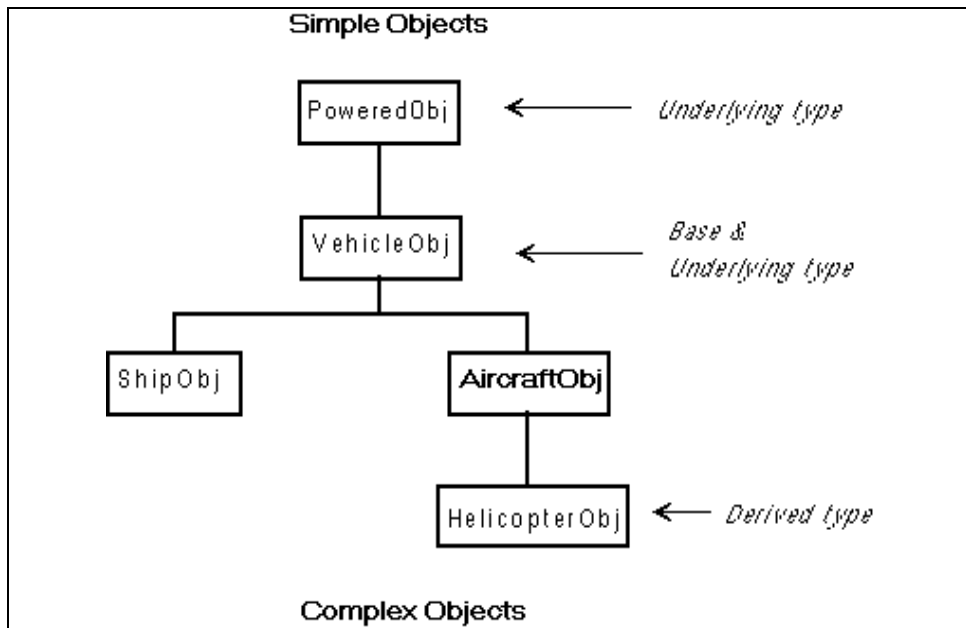 Simple Objects
PoweredObj
Underlying type
VehicleObj
Base &
Underlying type
ShipObj
AircraftObj
HelicopterObj
Derived type
Complex Objects